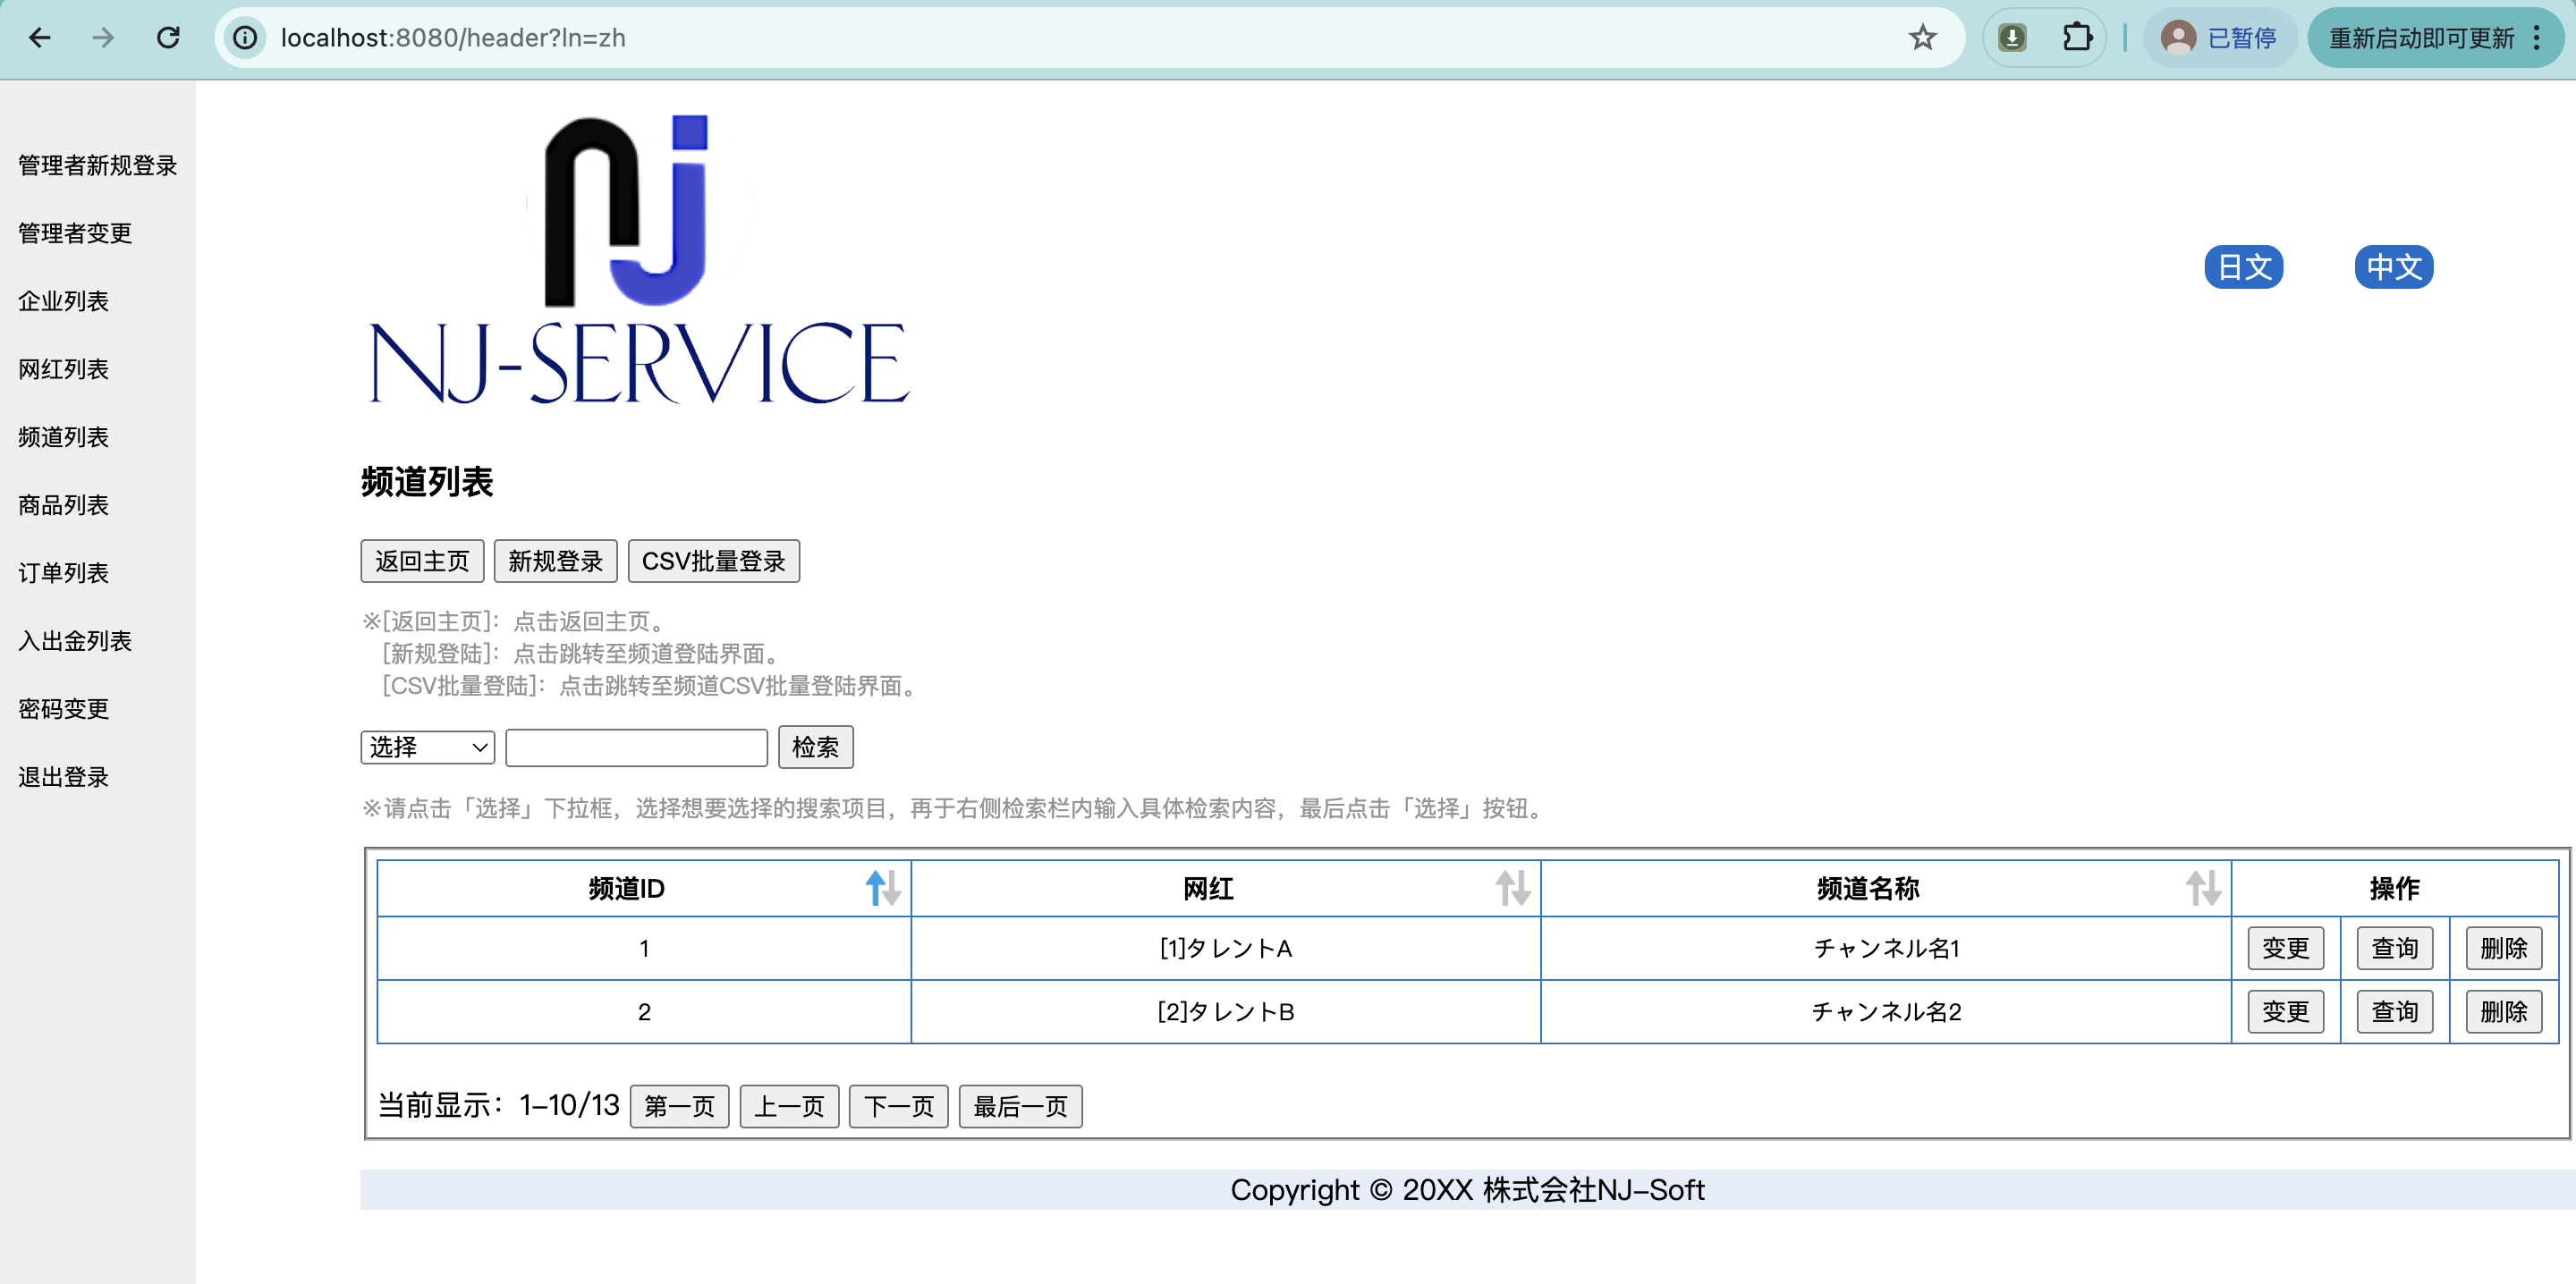 localhost:8080/header?ln=zh
已暂停
重新启动即可更新
管理者新规登录
管理者变更
企业列表
网红列表
频道列表
商品列表
订单列表
入出金列表
密码变更
退出登录
NJ
NJ-SERVICE
日文
中文
频道列表
返回主页 新规登录 CSV批量登录
※[返回主页]：点击返回主页。
[新规登陆]：点击跳转至频道登陆界面。
[CSV批量登陆]：点击跳转至频道CSV批量登陆界面。
选择 检索
※请点击「选择」下拉框，选择想要选择的搜索项目，再于右侧检索栏内输入具体检索内容，最后点击「选择」按钮。
频道ID 网红 频道名称 操作
1 [1]タレントA チャンネル名1 变更 查询 删除
2 [2]タレントB チャンネル名2 变更 查询 删除
当前显示：1-10/13 第一页 上一页 下一页 最后一页
Copyright © 20XX 株式会社NJ-Soft